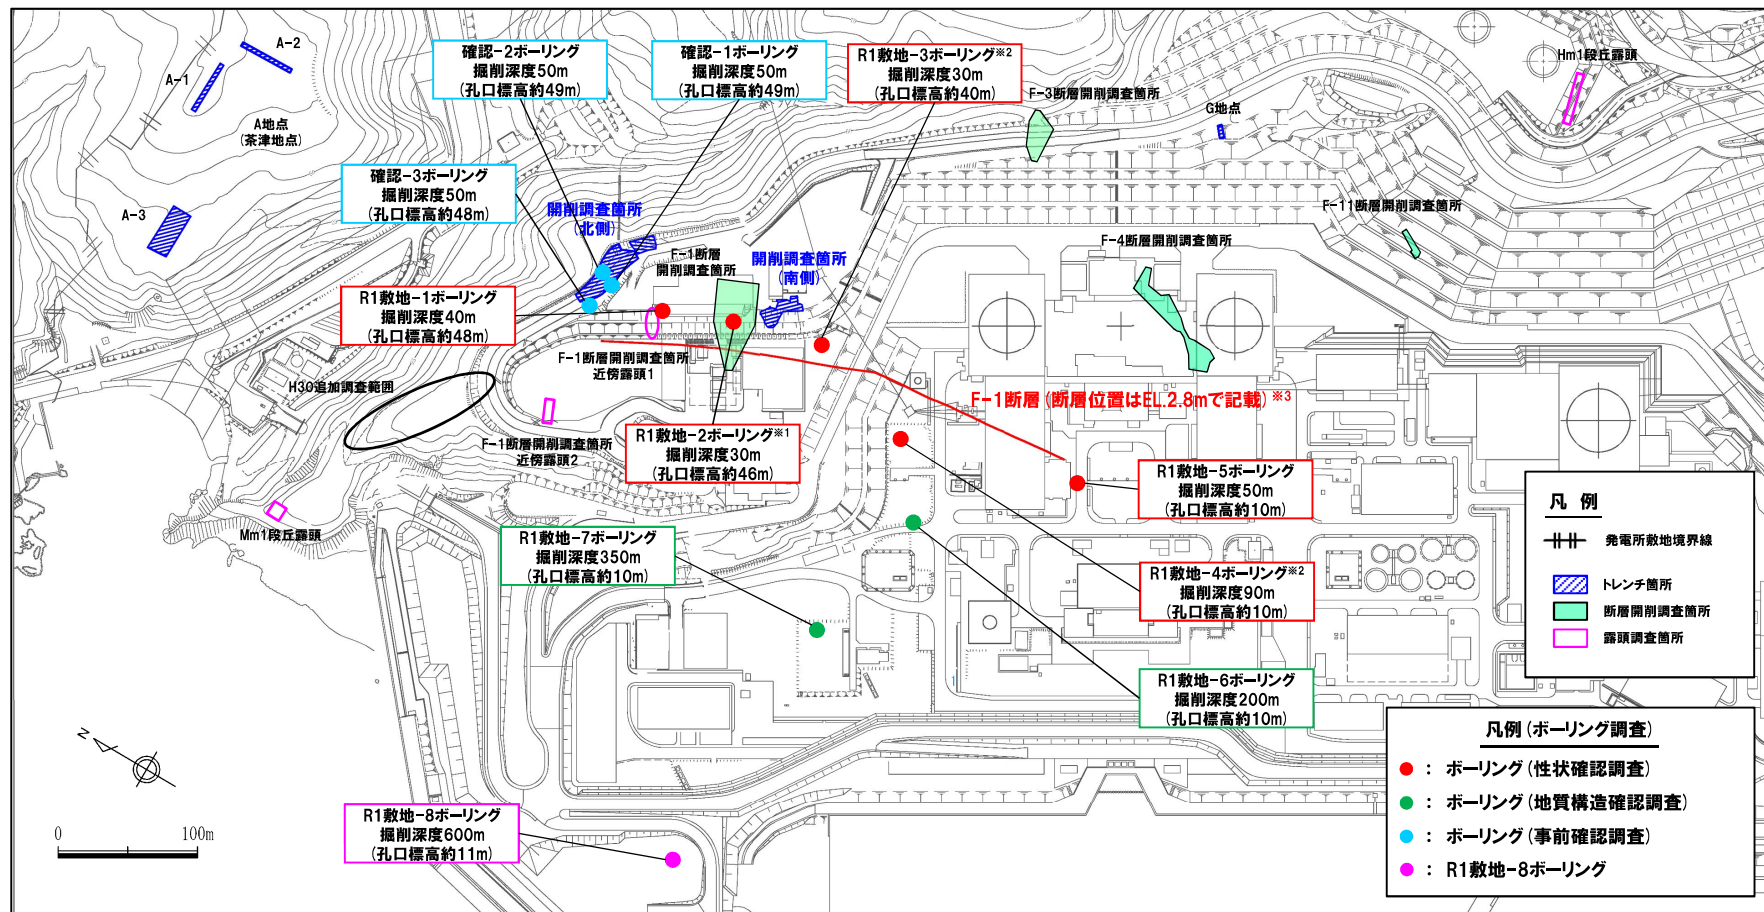 A-2
A-1
A地点
(茶津地点)
A-3
確認-2ボーリング
掘削深度50m
(孔口標高約49m)
確認-1ボーリング
掘削深度50m
(孔口標高約49m)
R1敷地-3ボーリング※2
掘削深度30m
(孔口標高約40m)
F-3断層開削調査箇所
G地点
Hm1段丘露頭
確認-3ボーリング
掘削深度50m
(孔口標高約48m)
開削調査箇所
(北側)
F-1断層
開削調査箇所
開削調査箇所
(南側)
F-4断層開削調査箇所
F-11断層開削調査箇所
R1敷地-1ボーリング
掘削深度40m
(孔口標高約48m)
F-1断層開削調査箇所
近傍露頭1
H30追加調査範囲
F-1断層(断層位置はEL.2.8mで記載)※3
F-1断層開削調査箇所
近傍露頭2
R1敷地-2ボーリング※1
掘削深度30m
(孔口標高約46m)
R1敷地-5ボーリング
掘削深度50m
(孔口標高約10m)
Mm1段丘露頭
R1敷地-7ボーリング
掘削深度350m
(孔口標高約10m)
R1敷地-4ボーリング※2
掘削深度90m
(孔口標高約10m)
R1敷地-6ボーリング
掘削深度200m
(孔口標高約10m)
凡 例
発電所敷地境界線
トレンチ箇所
断層開削調査箇所
露頭調査箇所
N
0 100m
R1敷地-8ボーリング
掘削深度600m
(孔口標高約11m)
凡例(ボーリング調査)
: ボーリング(性状確認調査)
: ボーリング(地質構造確認調査)
: ボーリング(事前確認調査)
: R1敷地-8ボーリング